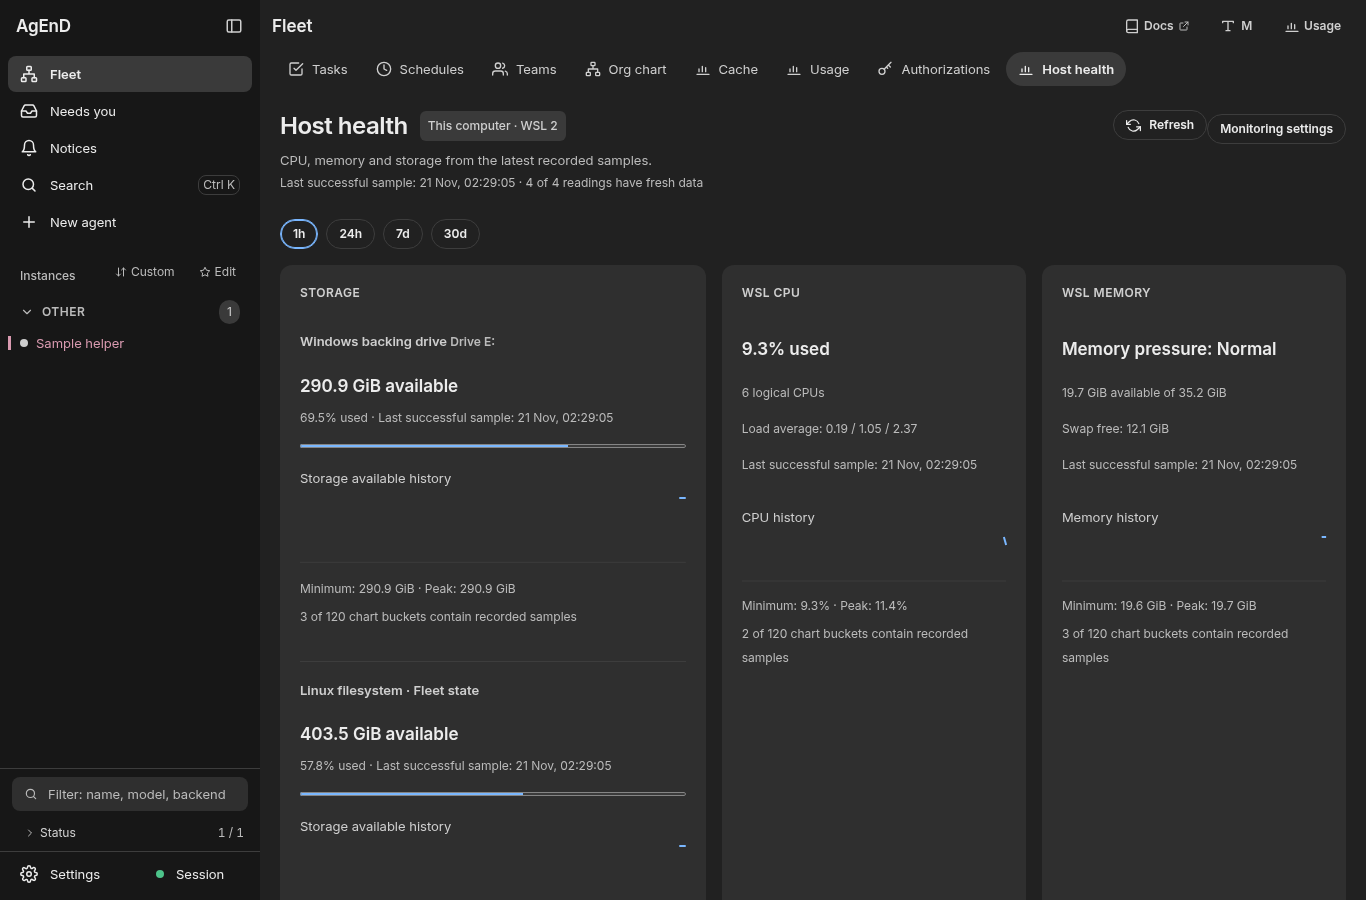 AgEnD
Fleet
Needs you
Notices
Search
Ctrl K
New agent
Instances
Custom
Edit
OTHER
1
Sample helper
Filter: name, model, backend
Status
1 / 1
Settings
Session
Fleet
Docs
M
Usage
Tasks
Schedules
Teams
Org chart
Cache
Usage
Authorizations
Host health
Host health
This computer · WSL 2
Refresh
Monitoring settings
CPU, memory and storage from the latest recorded samples.
Last successful sample: 21 Nov, 02:29:05 · 4 of 4 readings have fresh data
1h
24h
7d
30d
STORAGE
Windows backing drive Drive E:
290.9 GiB available
69.5% used · Last successful sample: 21 Nov, 02:29:05
Storage available history
Minimum: 290.9 GiB · Peak: 290.9 GiB
3 of 120 chart buckets contain recorded samples
Linux filesystem · Fleet state
403.5 GiB available
57.8% used · Last successful sample: 21 Nov, 02:29:05
Storage available history
WSL CPU
9.3% used
6 logical CPUs
Load average: 0.19 / 1.05 / 2.37
Last successful sample: 21 Nov, 02:29:05
CPU history
Minimum: 9.3% · Peak: 11.4%
2 of 120 chart buckets contain recorded
samples
WSL MEMORY
Memory pressure: Normal
19.7 GiB available of 35.2 GiB
Swap free: 12.1 GiB
Last successful sample: 21 Nov, 02:29:05
Memory history
Minimum: 19.6 GiB · Peak: 19.7 GiB
3 of 120 chart buckets contain recorded
samples